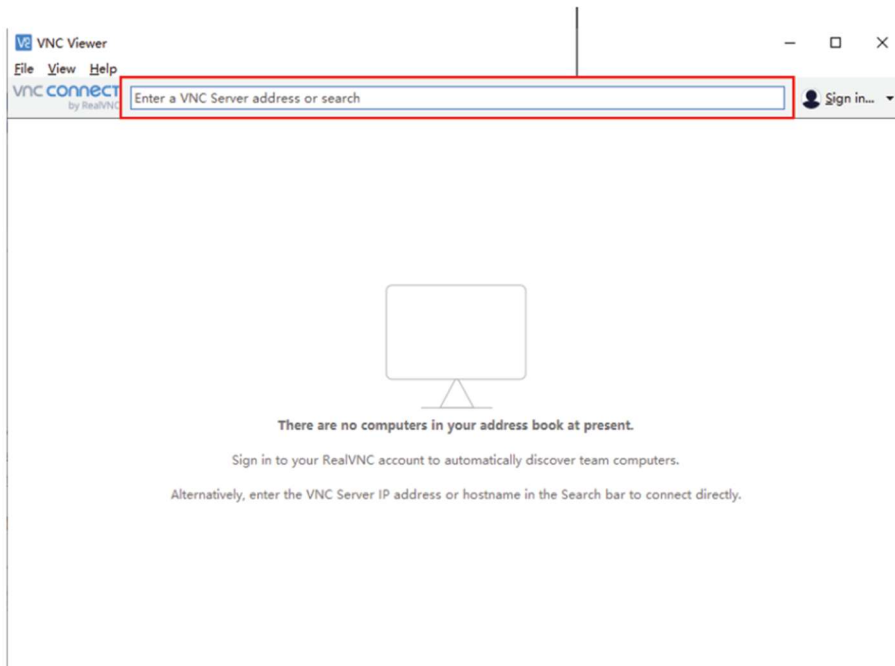 VNC Viewer
File View Help
vnc connect
by RealVNC
Enter a VNC Server address or search
Sign in...
There are no computers in your address book at present.
Sign in to your RealVNC account to automatically discover team computers.
Alternatively, enter the VNC Server IP address or hostname in the Search bar to connect directly.